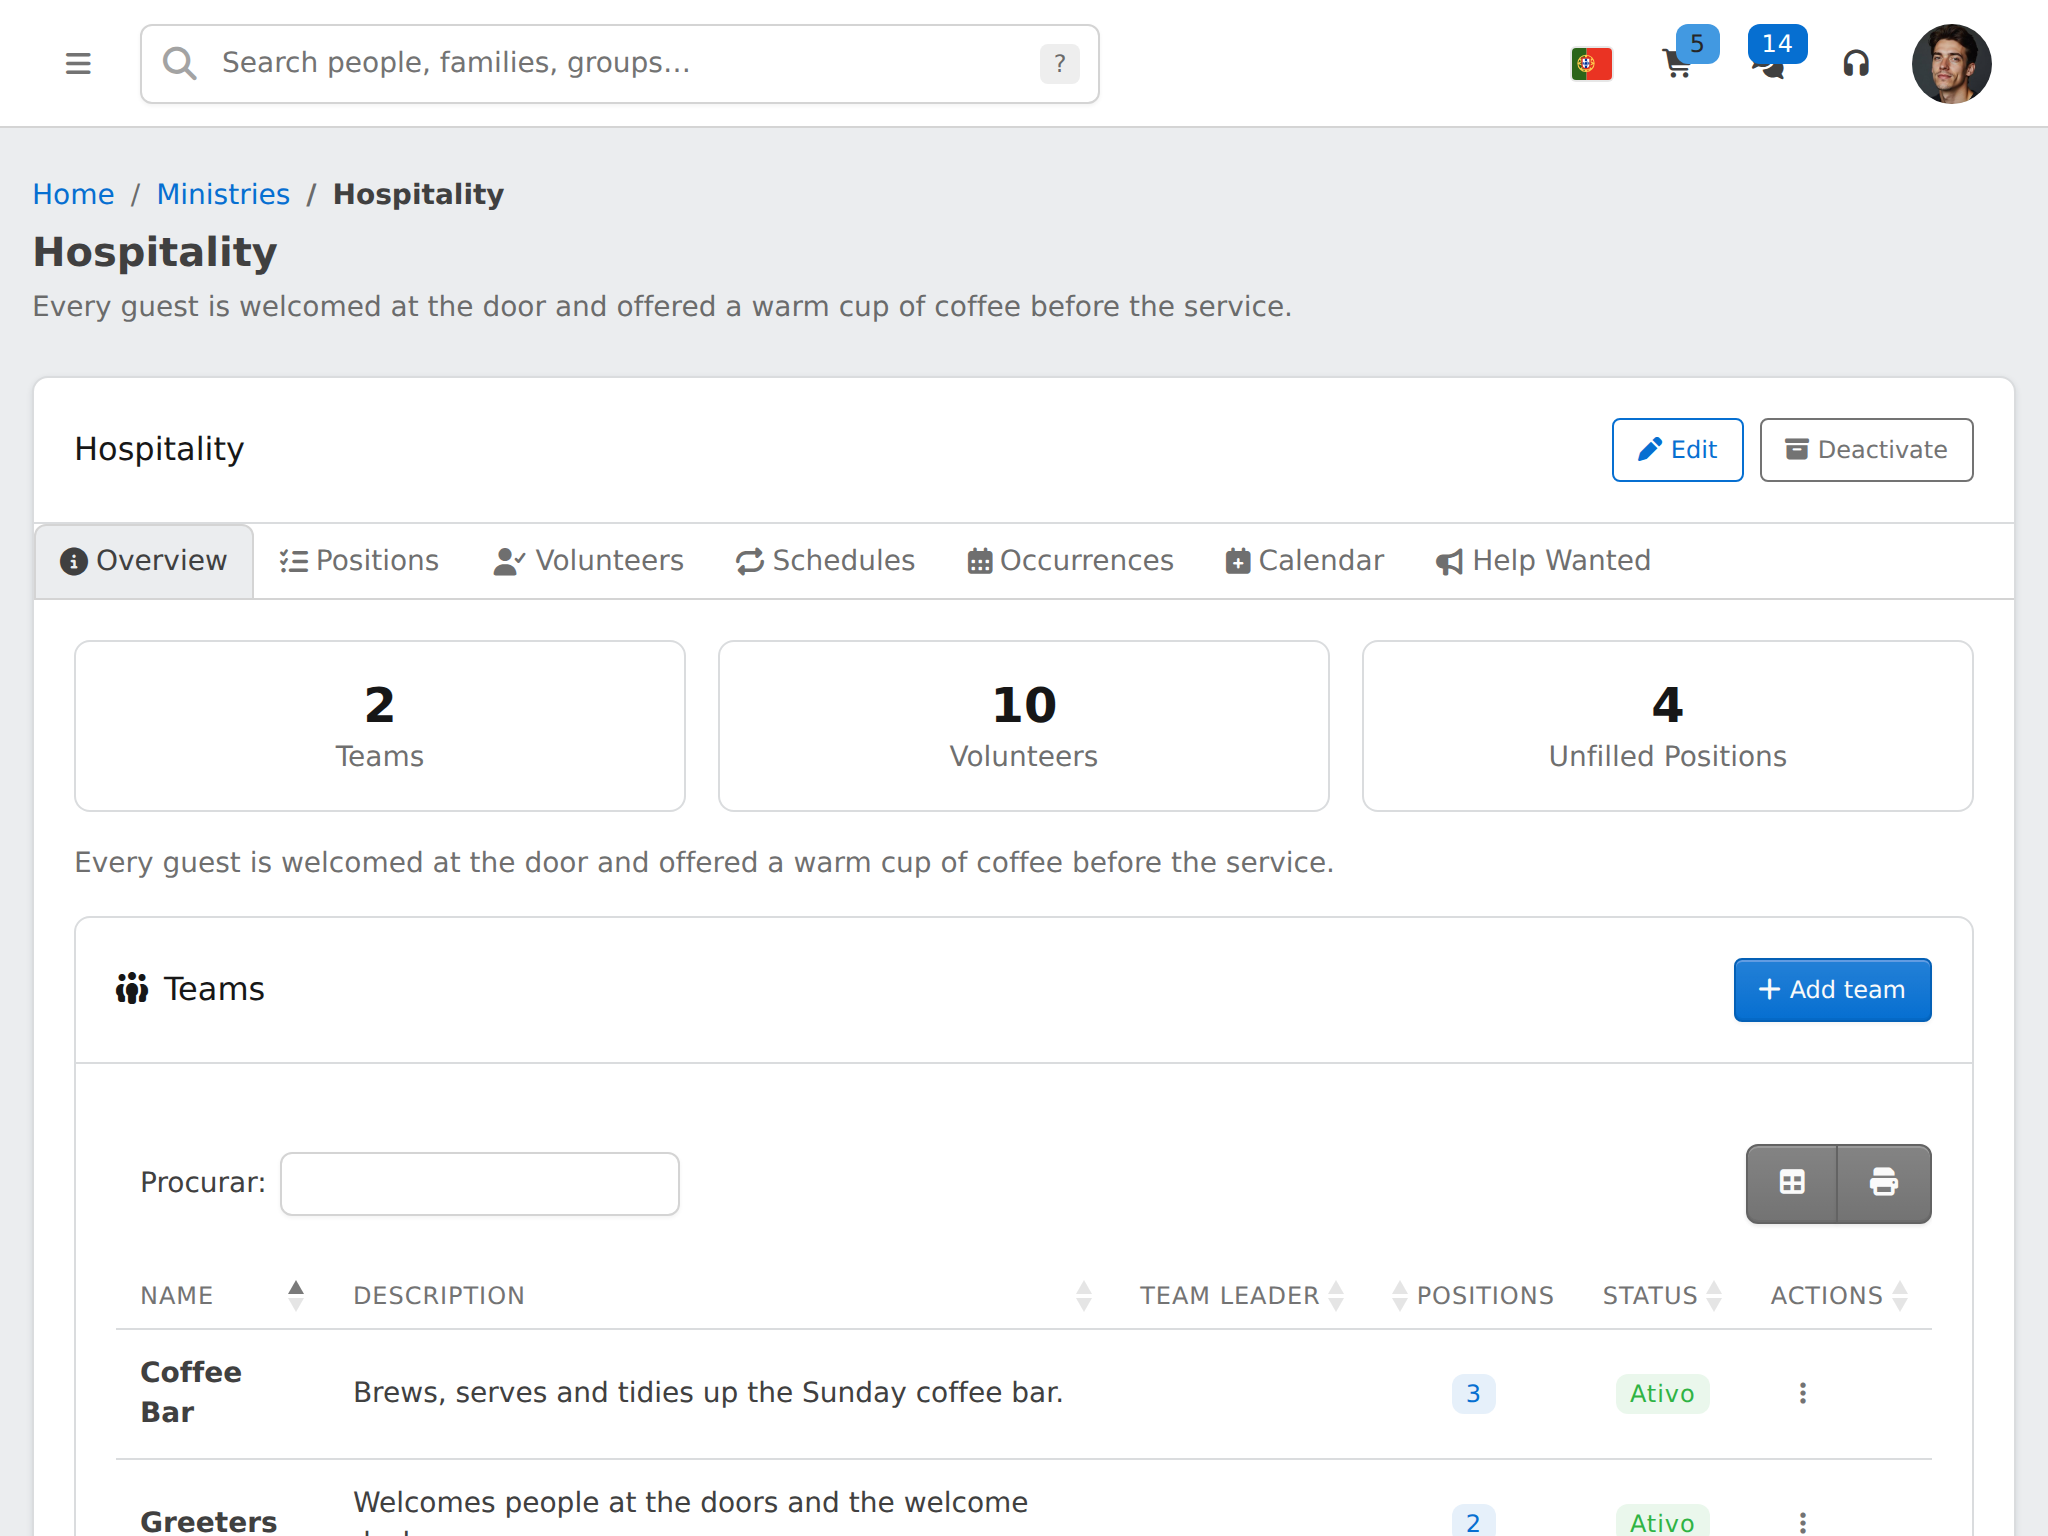 Search people, families, groups...
?
5
14
Home / Ministries / Hospitality
Hospitality
Every guest is welcomed at the door and offered a warm cup of coffee before the service.
Hospitality
Edit
Deactivate
Overview
Positions
Volunteers
Schedules
Occurrences
Calendar
Help Wanted
2
Teams
10
Volunteers
4
Unfilled Positions
Every guest is welcomed at the door and offered a warm cup of coffee before the service.
Teams
Add team
Procurar:
NAME DESCRIPTION TEAM LEADER POSITIONS STATUS ACTIONS
Coffee Bar
Brews, serves and tidies up the Sunday coffee bar.
3
Ativo
Greeters
Welcomes people at the doors and the welcome
2
Ativo